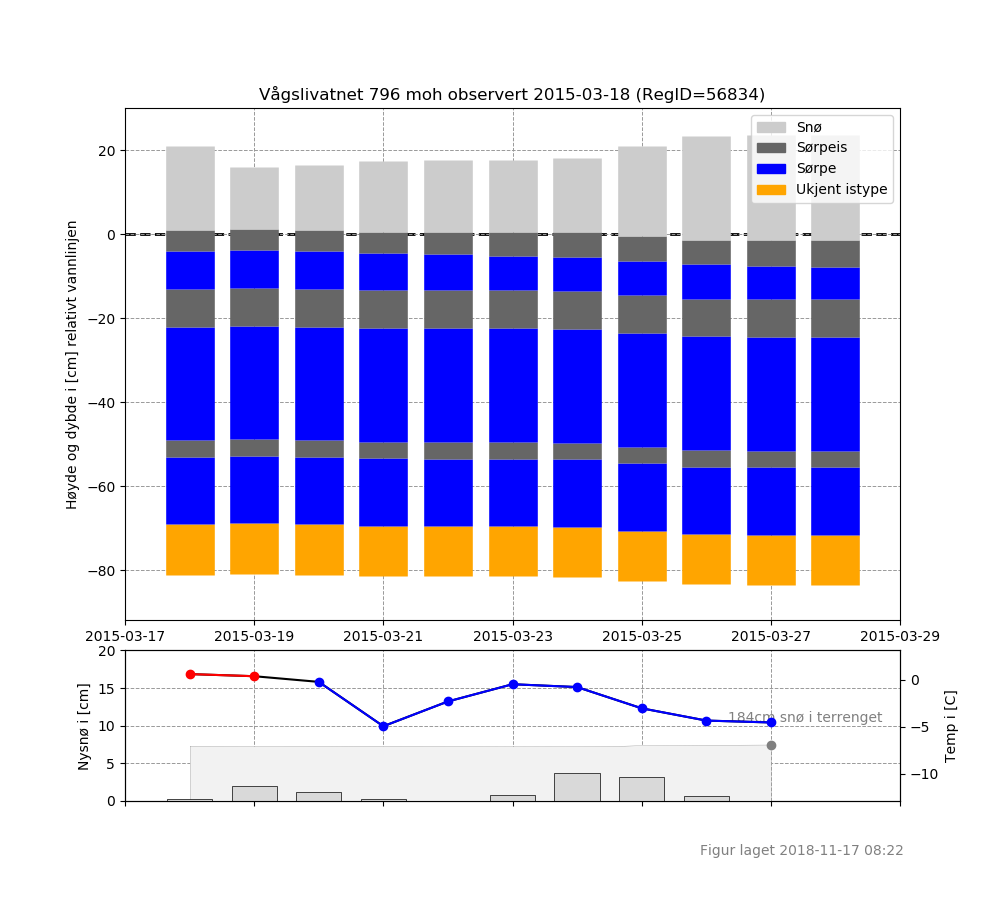 Vågslivatnet 796 moh observert 2015-03-18 (RegID=56834)
Snø
Sørpeis
Sørpe
Ukjent istype
Høyde og dybde i [cm] relativt vannlinjen
20
0
−20
−40
−60
−80
2015-03-17 2015-03-19 2015-03-21 2015-03-23 2015-03-25 2015-03-27 2015-03-29
Nysnø i [cm]
20
15
10
5
0
184cm snø i terrenget
0
−5
−10
Temp i [C]
Figur laget 2018-11-17 08:22